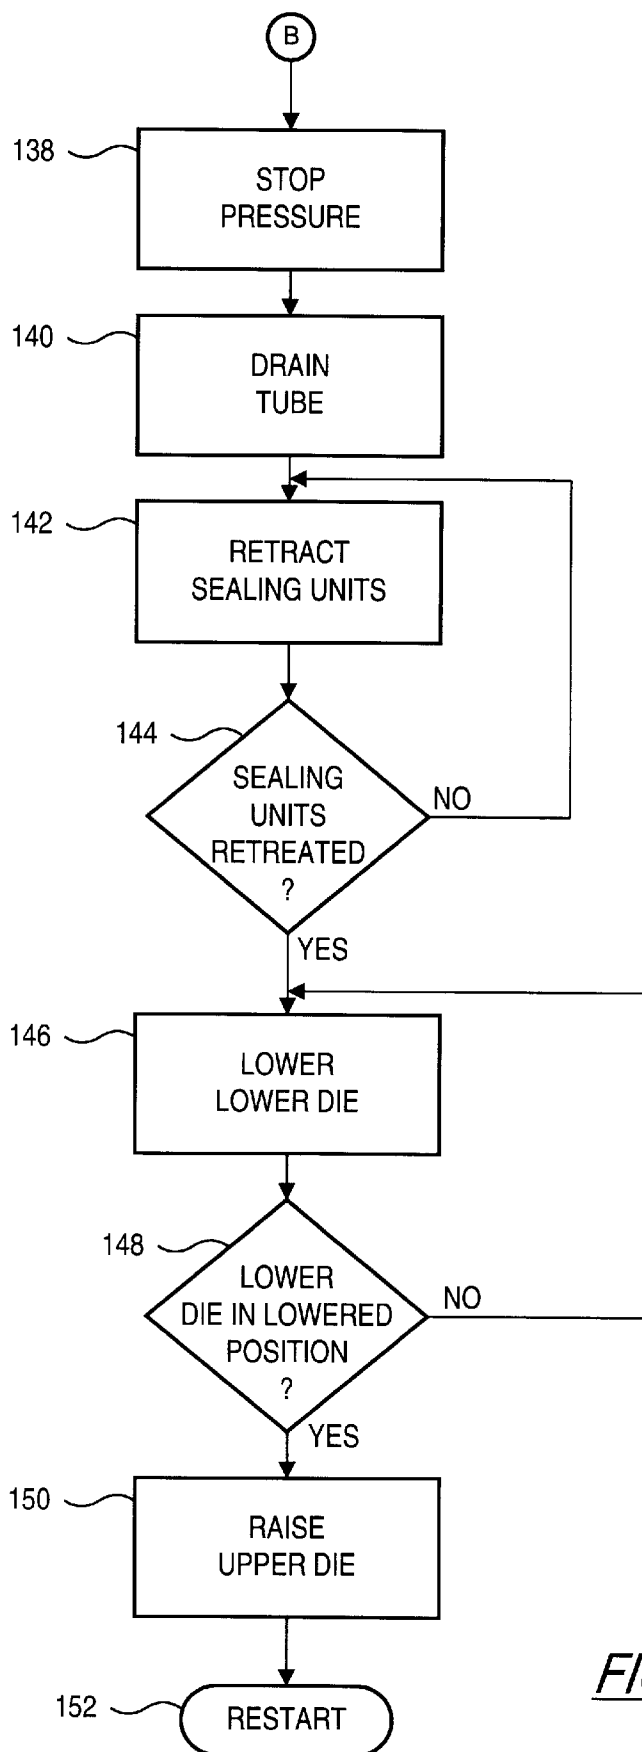 B
138
STOP
PRESSURE
140
DRAIN
TUBE
142
RETRACT
SEALING UNITS
144
SEALING
UNITS
RETREATED
?
NO
YES
146
LOWER
LOWER DIE
148
LOWER
DIE IN LOWERED
POSITION
?
NO
YES
150
RAISE
UPPER DIE
152
RESTART